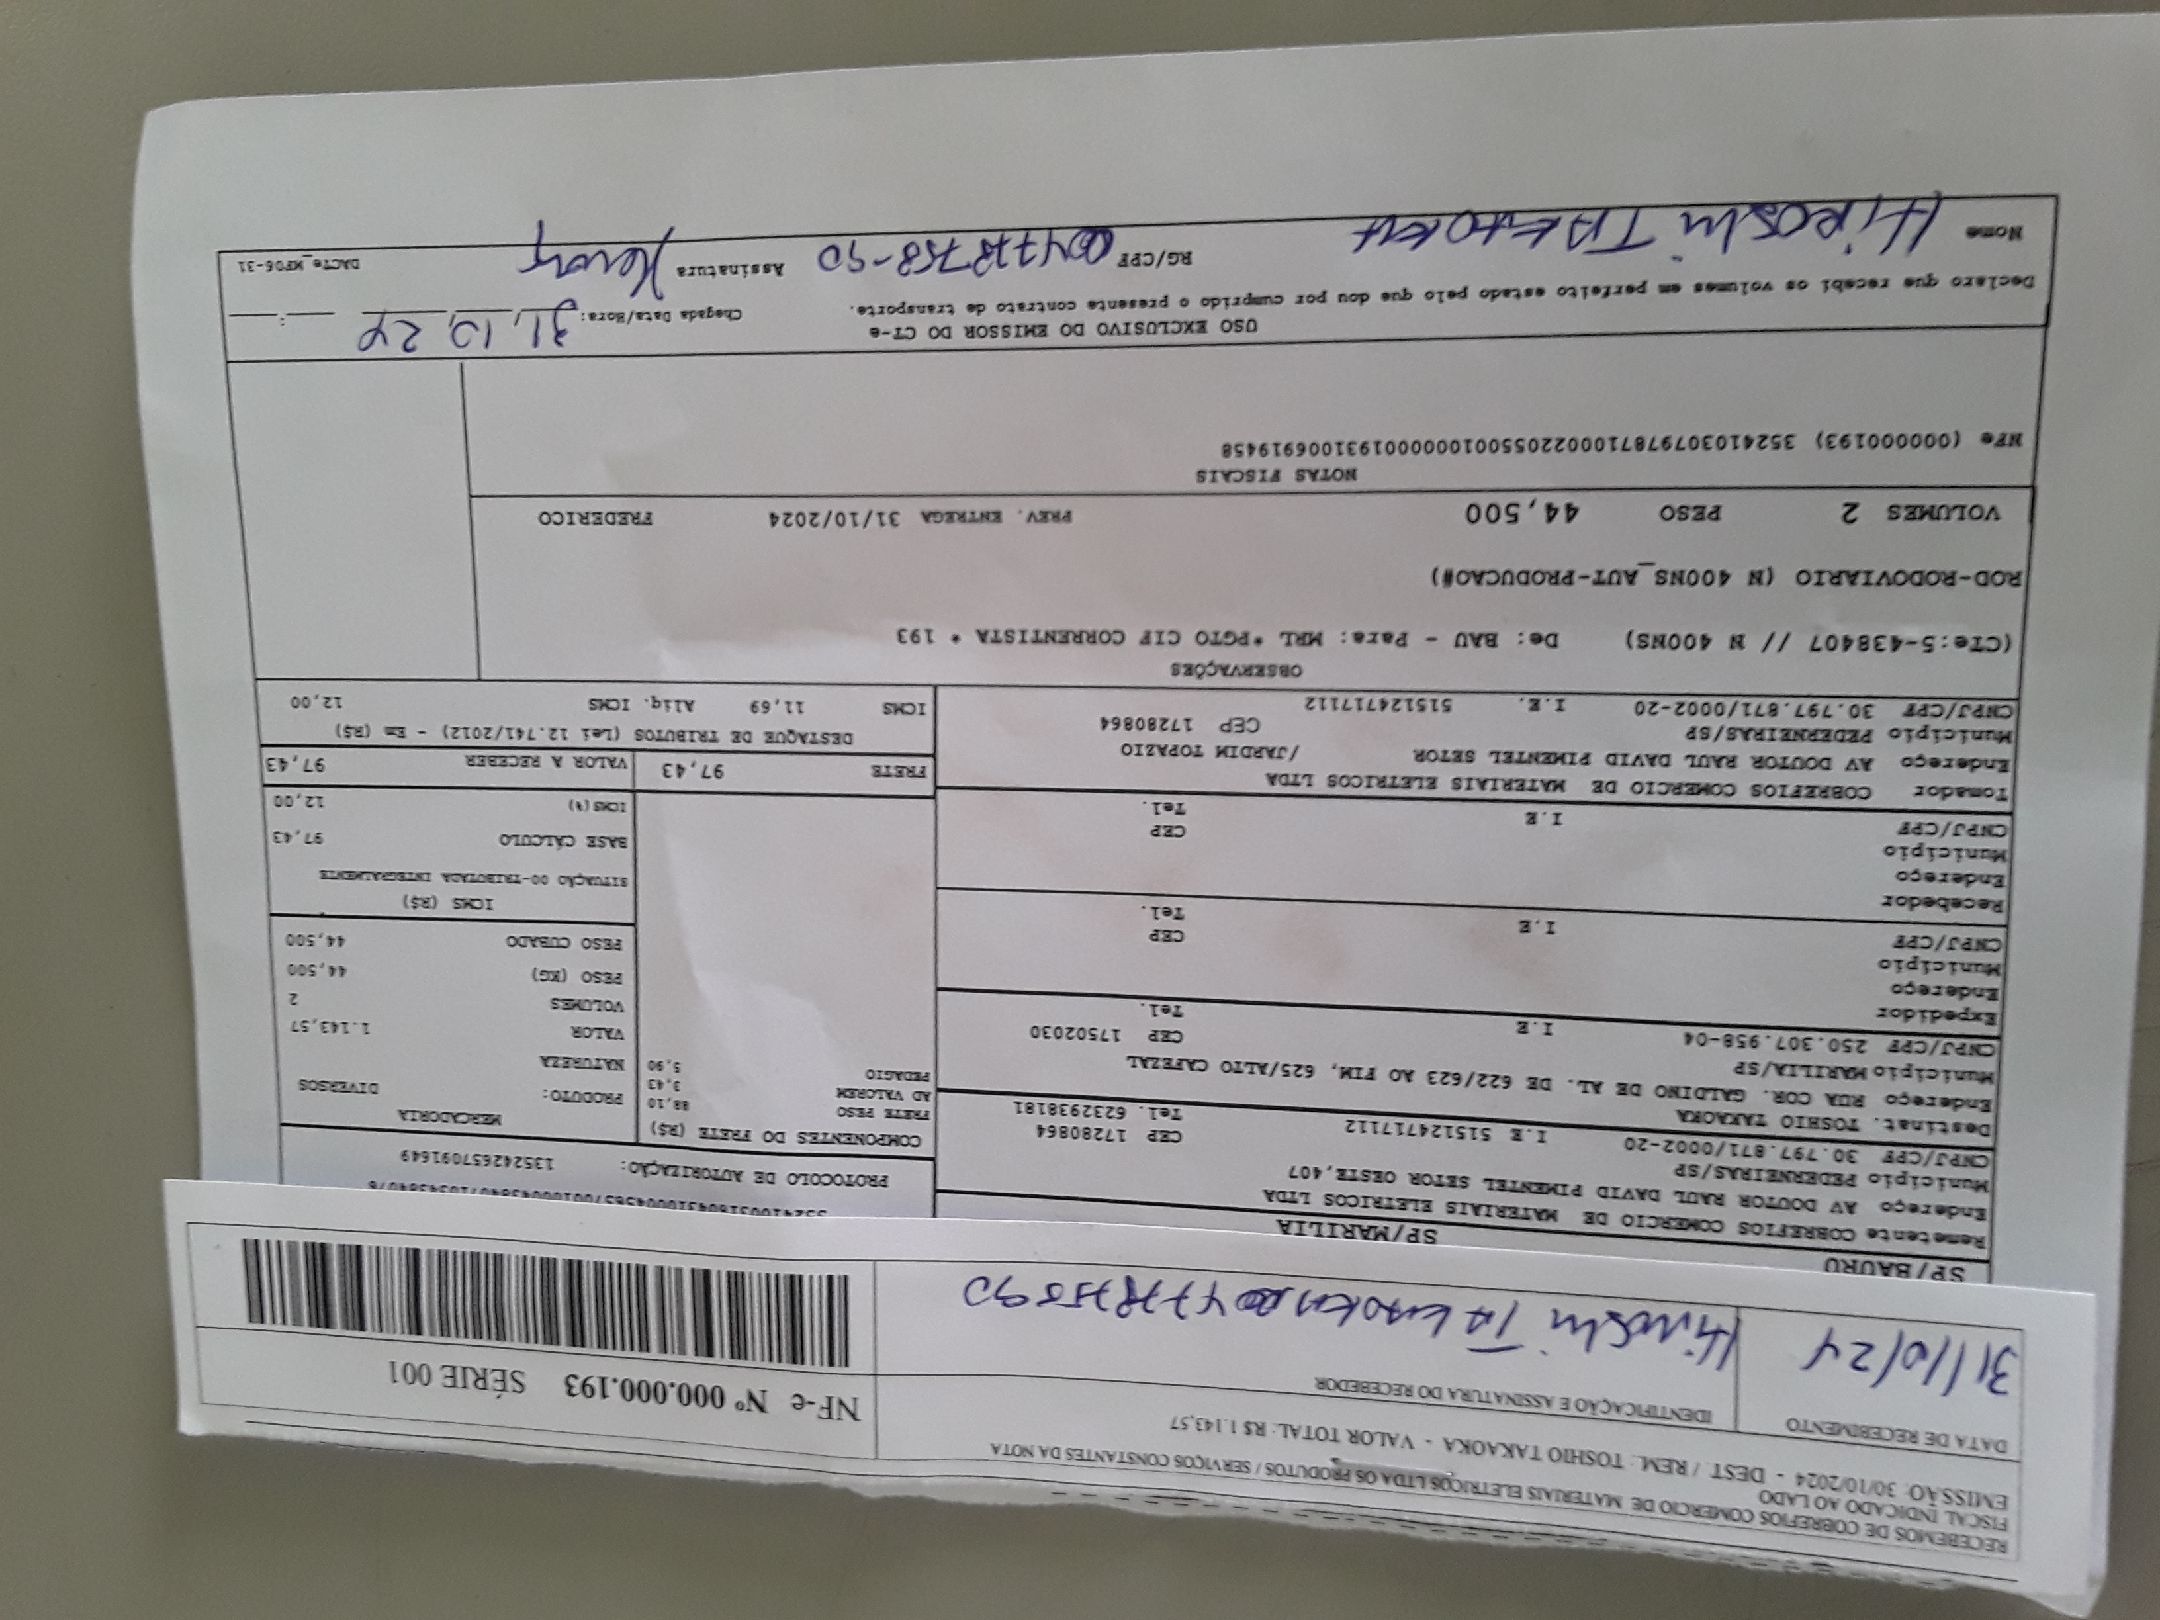 RECEBEMOS DE COBREFIOS COMERCIO DE MATERIAIS ELETRICOS LTDA OS PRODUTOS / SERVIÇOS CONSTANTES DA NOTA
FISCAL INDICADO AO LADO
EMISSÃO: 30/10/2024 - DEST. / REM.: TOSHIO TAKAOKA - VALOR TOTAL: R$ 1.143,57
DATA DE RECEBIMENTO
IDENTIFICAÇÃO E ASSINATURA DO RECEBEDOR
NF-e Nº 000.000.193 SÉRIE 001
31/10/24
Hiroshi TAKAOKA
SP/BAURU
SP/MARILIA
Remetente COBREFIOS COMERCIO DE MATERIAIS ELETRICOS LTDA
Endereço AV DOUTOR RAUL DAVID PIMENTEL SETOR OESTE,407
Município PEDERNEIRAS/SP CEP 17280864
CNPJ/CPF 30.797.871/0002-20 I.E 515124717112 Tel. 6232938181
Destinat. TOSHIO TAKAOKA
Endereço RUA COR. GALDINO DE AL. DE 622/623 AO FIM, 625/ALTO CAFEZAL
Município MARILIA/SP CEP 17502030
CNPJ/CPF 250.307.958-04 I.E Tel.
Expedidor
Endereço
Município CEP
CNPJ/CPF I.E Tel.
Recebedor
Endereço
Município CEP
CNPJ/CPF I.E Tel.
Tomador COBREFIOS COMERCIO DE MATERIAIS ELETRICOS LTDA
Endereço AV DOUTOR RAUL DAVID PIMENTEL SETOR /JARDIM TOPAZIO
Município PEDERNEIRAS/SP CEP 17280864
CNPJ/CPF 30.797.871/0002-20 I.E. 515124717112
PROTOCOLO DE AUTORIZAÇÃO: 135242657091649
COMPONENTES DO FRETE (R$)
FRETE PESO 88,10
AD VALOREM 3,43
PEDAGIO 5,90
MERCADORIA
PRODUTO: DIVERSOS
NATUREZA
VALOR 1.143,57
VOLUMES 2
PESO (KG) 44,500
PESO CUBADO 44,500
ICMS (R$)
SITUAÇÃO 00-TRIBUTADA INTEGRALMENTE
BASE CÁLCULO 97,43
ICMS (%) 12,00
FRETE 97,43 VALOR A RECEBER 97,43
DESTAQUE DE TRIBUTOS (Lei 12.741/2012) - Em (R$)
ICMS 11,69 Aliq. ICMS 12,00
OBSERVAÇÕES
(CTe:5-438407 // N 400NS) De: BAU - Para: MRL *PGTO CIF CORRENTISTA * 193
ROD-RODOVIARIO (N 400NS_AUT-PRODUCAO#)
VOLUMES 2 PESO 44,500 PREV. ENTREGA 31/10/2024 FREDERICO
NOTAS FISCAIS
NFe (000000193) 35241030797871000220550010000001931006919458
USO EXCLUSIVO DO EMISSOR DO CT-e
Chegada Data/Hora: 31,10,24
Declaro que recebi os volumes em perfeito estado pelo que dou por cumprido o presente contrato de transporte.
Nome Hiroshi TAKAOKA RG/CPF Assinatura
DACTe_MF06-31